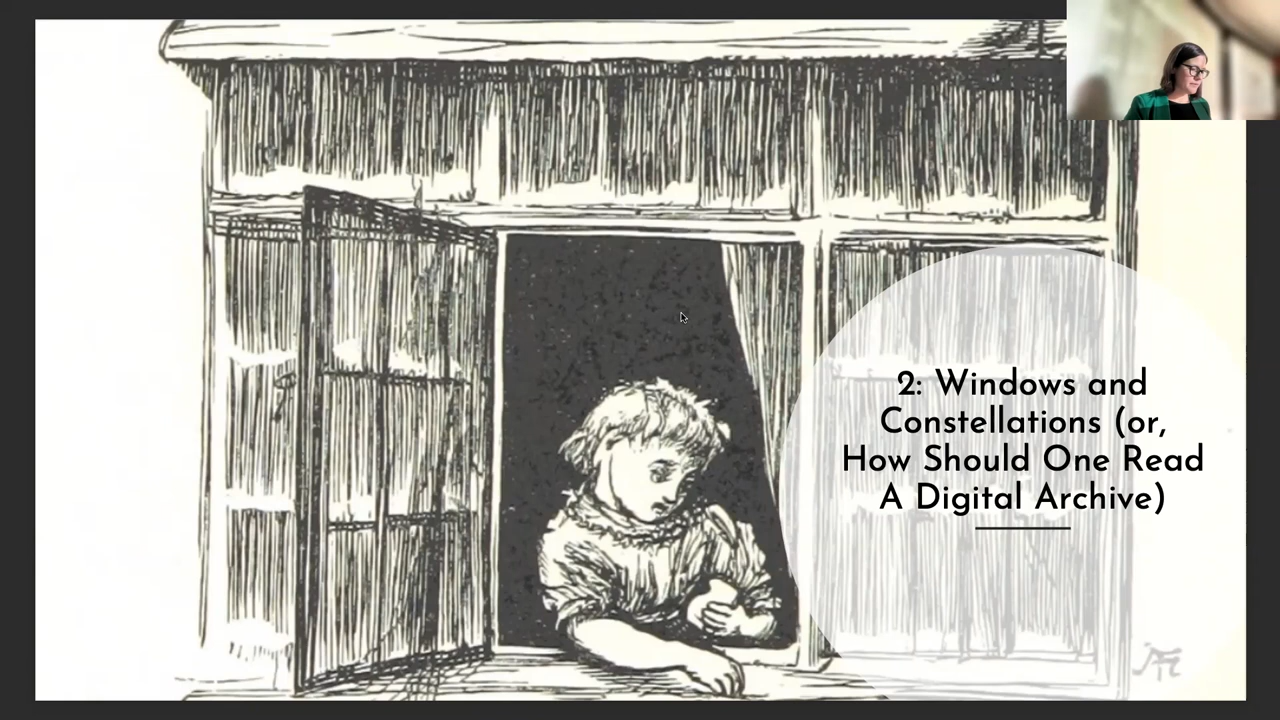 2: Windows and
Constellations (or,
How Should One Read
A Digital Archive)